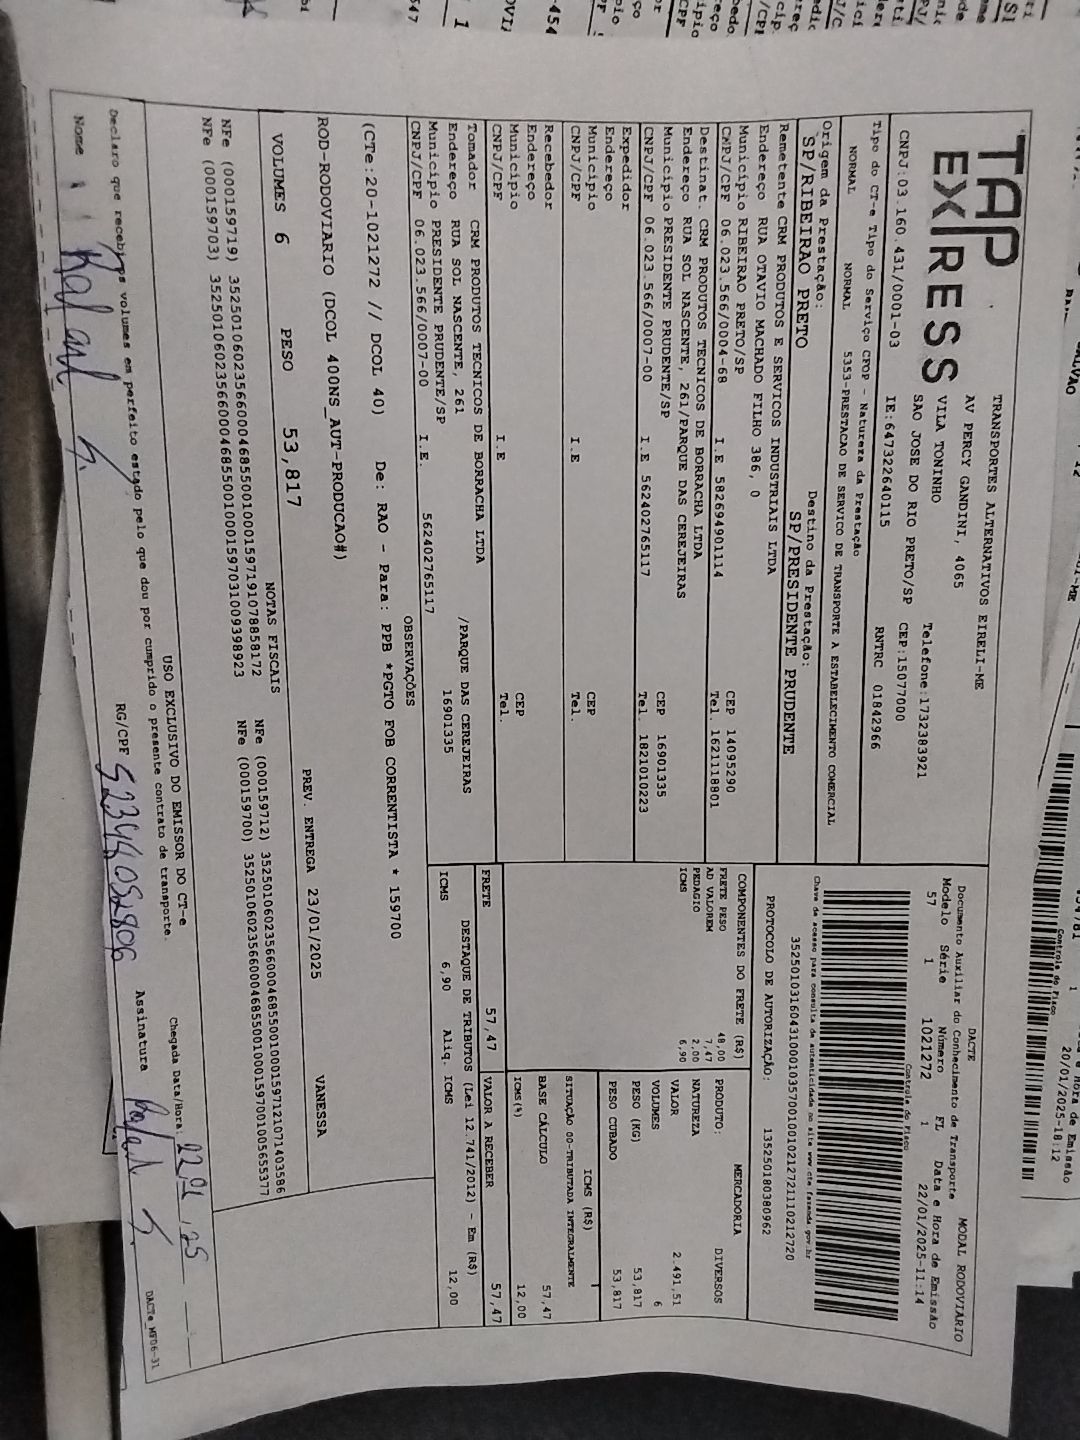 TAP
EXPRESS
TRANSPORTES ALTERNATIVOS EIRELI-ME
AV PERCY GANDINI, 4065
VILA TONINHO
SAO JOSE DO RIO PRETO/SP
Telefone:1732383921
CEP:15077000
CNPJ:03.160.431/0001-03
IE:647322640115
RNTRC 01842966
Tipo do CT-e Tipo do Serviço CFOP - Natureza da Prestação
NORMAL NORMAL 5353-PRESTACAO DE SERVICO DE TRANSPORTE A ESTABELECIMENTO COMERCIAL
Origem da Prestação: Destino da Prestação:
SP/RIBEIRAO PRETO SP/PRESIDENTE PRUDENTE
Remetente CRM PRODUTOS E SERVICOS INDUSTRIAIS LTDA
Endereço RUA OTAVIO MACHADO FILHO 386, 0
Município RIBEIRAO PRETO/SP CEP 14095290
CNPJ/CPF 06.023.566/0004-68 I.E 582694901114 Tel. 1621118801
Destinat. CRM PRODUTOS TECNICOS DE BORRACHA LTDA
Endereço RUA SOL NASCENTE, 261/PARQUE DAS CEREJEIRAS
Município PRESIDENTE PRUDENTE/SP CEP 16901335
CNPJ/CPF 06.023.566/0007-00 I.E 562402765117 Tel. 1821010223
Expedidor
Endereço
Município CEP
CNPJ/CPF I.E Tel.
Recebedor
Endereço
Município CEP
CNPJ/CPF I.E Tel.
Tomador CRM PRODUTOS TECNICOS DE BORRACHA LTDA
Endereço RUA SOL NASCENTE, 261 /PARQUE DAS CEREJEIRAS
Município PRESIDENTE PRUDENTE/SP 16901335
CNPJ/CPF 06.023.566/0007-00 I.E. 562402765117
DACTE MODAL RODOVIARIO
Documento Auxiliar do Conhecimento de Transporte
Modelo Série Número FL Data e Hora de Emissão
57 1 1021272 1 22/01/2025-11:14
Controle do Fisco
Chave de acesso para consulta de autenticidade no site www.cte.fazenda.gov.br
35250103160431000103570010010212721110212720
PROTOCOLO DE AUTORIZAÇÃO: 135250180380962
COMPONENTES DO FRETE (R$)
FRETE PESO 48,00
AD VALOREM 7,47
PEDAGIO 2,00
ICMS 6,90
MERCADORIA
PRODUTO: DIVERSOS
NATUREZA
VALOR 2.491,51
VOLUMES 6
PESO (KG) 53,817
PESO CUBADO 53,817
ICMS (R$)
SITUAÇÃO 00-TRIBUTADA INTEGRALMENTE
BASE CÁLCULO 57,47
ICMS(%) 12,00
FRETE 57,47 VALOR A RECEBER 57,47
DESTAQUE DE TRIBUTOS (Lei 12.741/2012) - Em (R$)
ICMS 6,90 Aliq. ICMS 12,00
OBSERVAÇÕES
(CTe:20-1021272 // DCOL 40) De: RAO - Para: PPB *PGTO FOB CORRENTISTA * 159700
ROD-RODOVIARIO (DCOL 400NS_AUT-PRODUCAO#)
VOLUMES 6 PESO 53,817 PREV. ENTREGA 23/01/2025 VANESSA
NOTAS FISCAIS
NFe (000159719) 35250106023566000468550010001597191078858172
NFe (000159712) 35250106023566000468550010001597121071403586
NFe (000159703) 35250106023566000468550010001597031009398923
NFe (000159700) 35250106023566000468550010001597001005655377
USO EXCLUSIVO DO EMISSOR DO CT-e
Declaro que recebi os volumes em perfeito estado pelo que dou por cumprido o presente contrato de transporte.
Chegada Data/Hora: 22 01 25
Nome RG/CPF 52344052806 Assinatura
DACTe_MF06-31
20/01/2025-18:12
Controle do Fisco